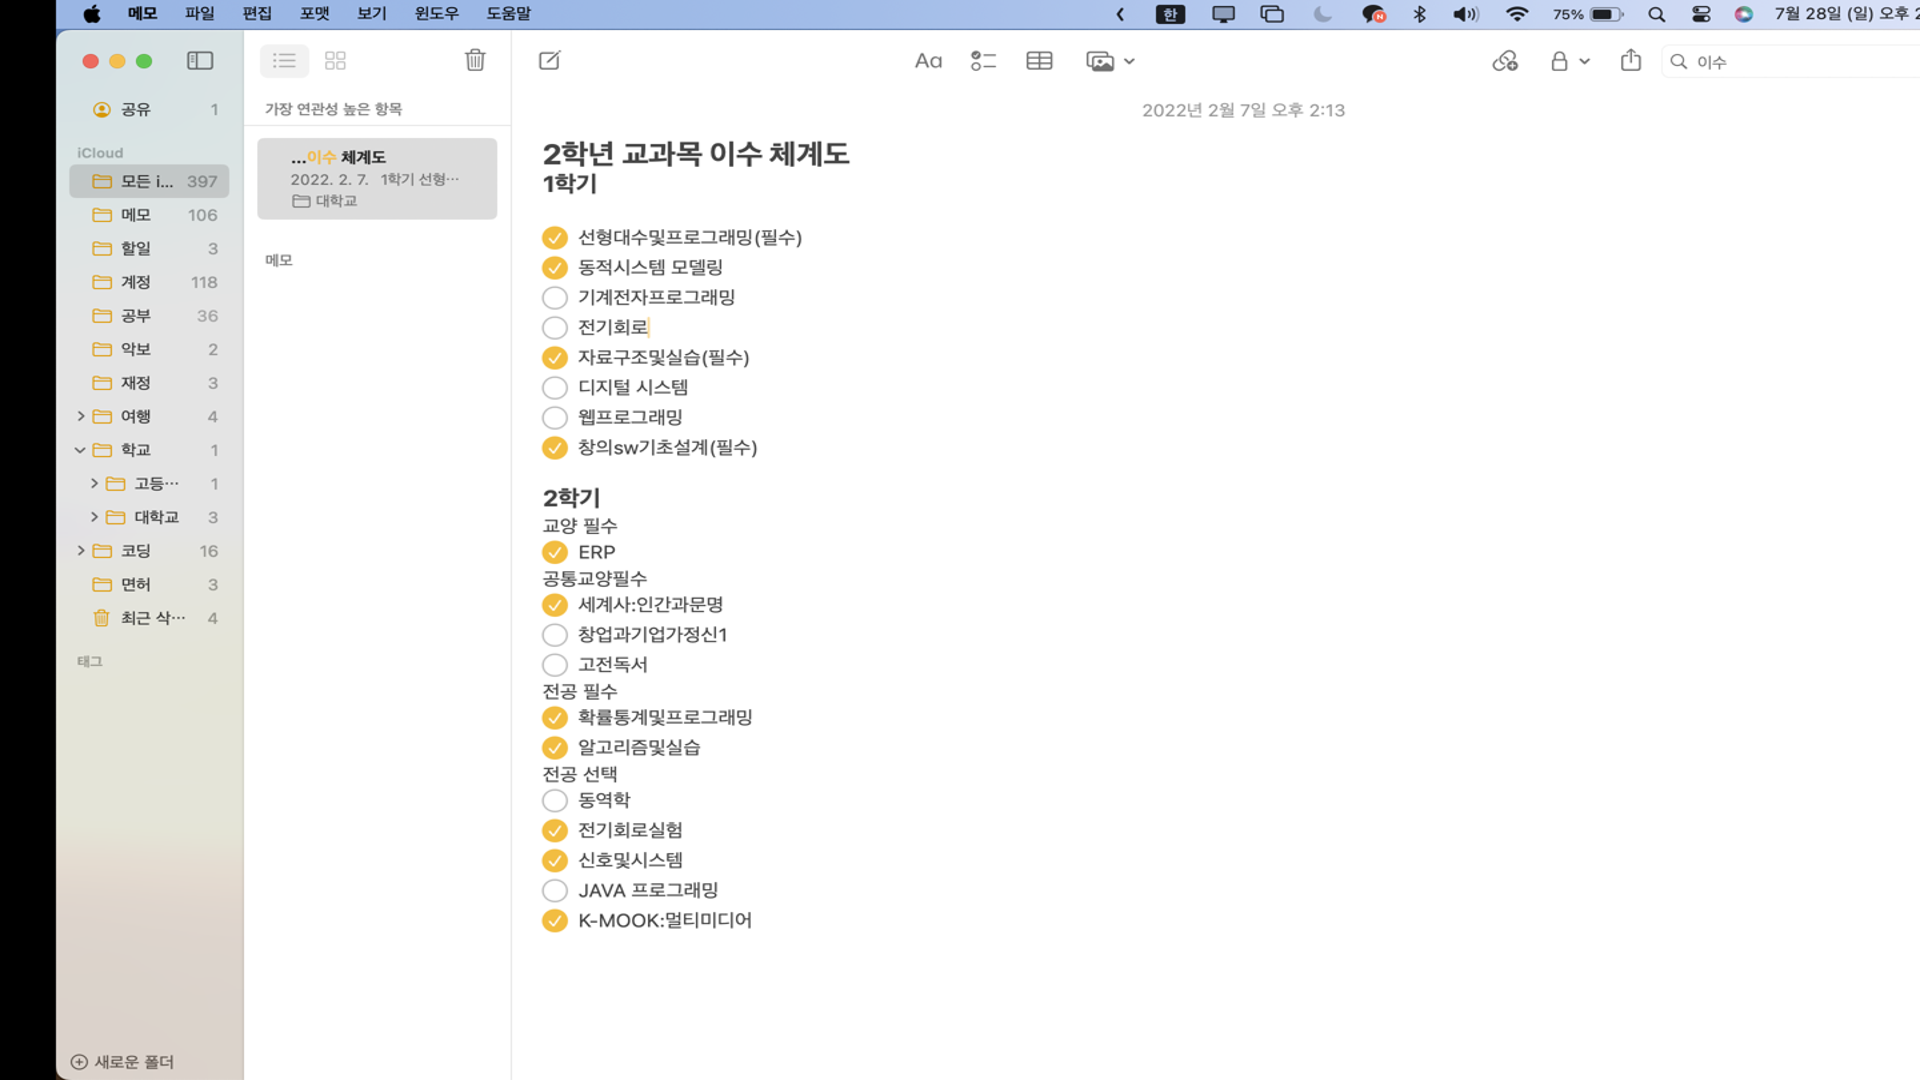 메모 파일 편집 포맷 보기 윈도우 도움말 한 N 75% 7월 28일 (일) 오후
이수
공유 1
iCloud
모든 i... 397
메모 106
할일 3
계정 118
공부 36
악보 2
재정 3
여행 4
학교 1
고등… 1
대학교 3
코딩 16
면허 3
최근 삭… 4
태그
새로운 폴더
가장 연관성 높은 항목
...이수 체계도
2022. 2. 7. 1학기 선형…
대학교
메모
Aa
2022년 2월 7일 오후 2:13
2학년 교과목 이수 체계도
1학기
선형대수및프로그래밍(필수)
동적시스템 모델링
기계전자프로그래밍
전기회로
자료구조및실습(필수)
디지털 시스템
웹프로그래밍
창의sw기초설계(필수)
2학기
교양 필수
ERP
공통교양필수
세계사:인간과문명
창업과기업가정신1
고전독서
전공 필수
확률통계및프로그래밍
알고리즘및실습
전공 선택
동역학
전기회로실험
신호및시스템
JAVA 프로그래밍
K-MOOK:멀티미디어